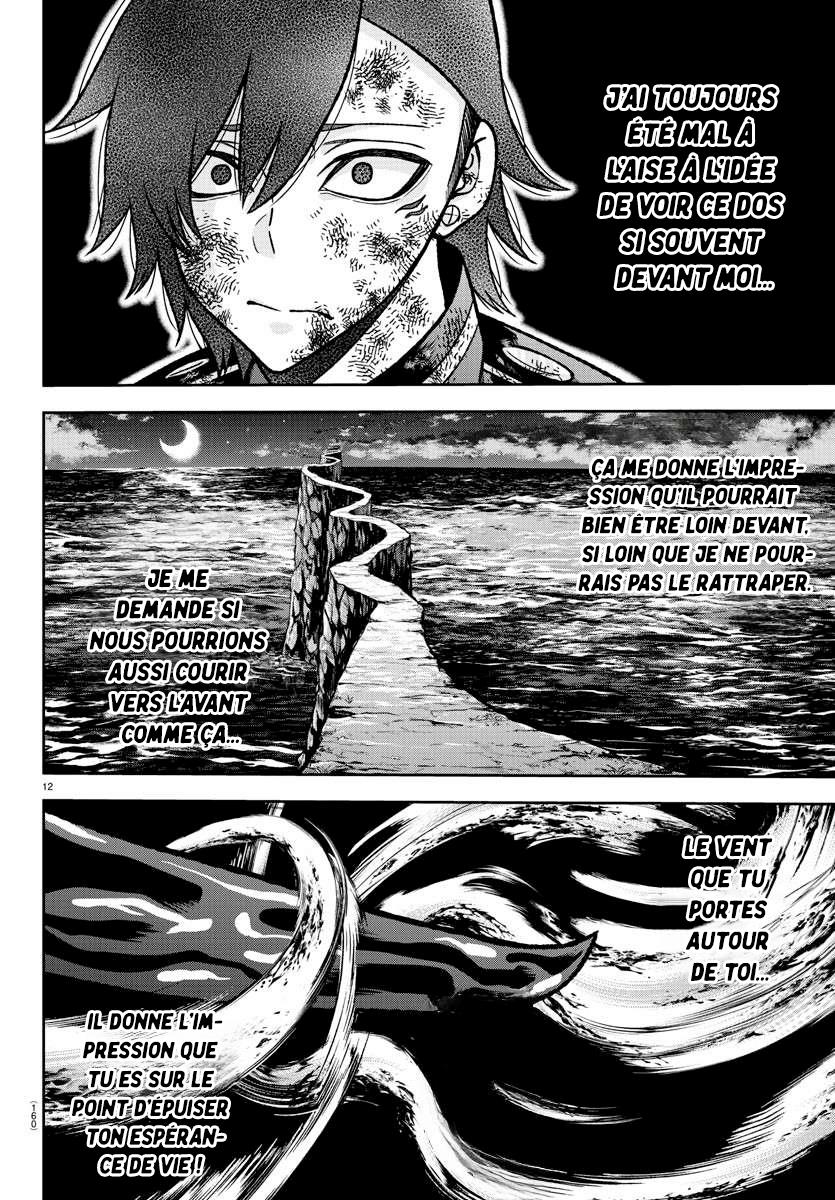 J'AI TOUJOURS
ÉTÉ MAL À
L'AISE À L'IDÉE
DE VOIR CE DOS
SI SOUVENT
DEVANT MOI...
ÇA ME DONNE L'IMPRE-
SSION QU'IL POURRAIT
BIEN ÊTRE LOIN DEVANT,
SI LOIN QUE JE NE POUR-
RAIS PAS LE RATTRAPER.
JE ME
DEMANDE SI
NOUS POURRIONS
AUSSI COURIR
VERS L'AVANT
COMME ÇA...
12
LE VENT
QUE TU
PORTES
AUTOUR
DE TOI...
IL DONNE L'IM-
PRESSION QUE
TU ES SUR LE
POINT D'ÉPUISER
TON ESPÉRAN-
CE DE VIE !
(160)